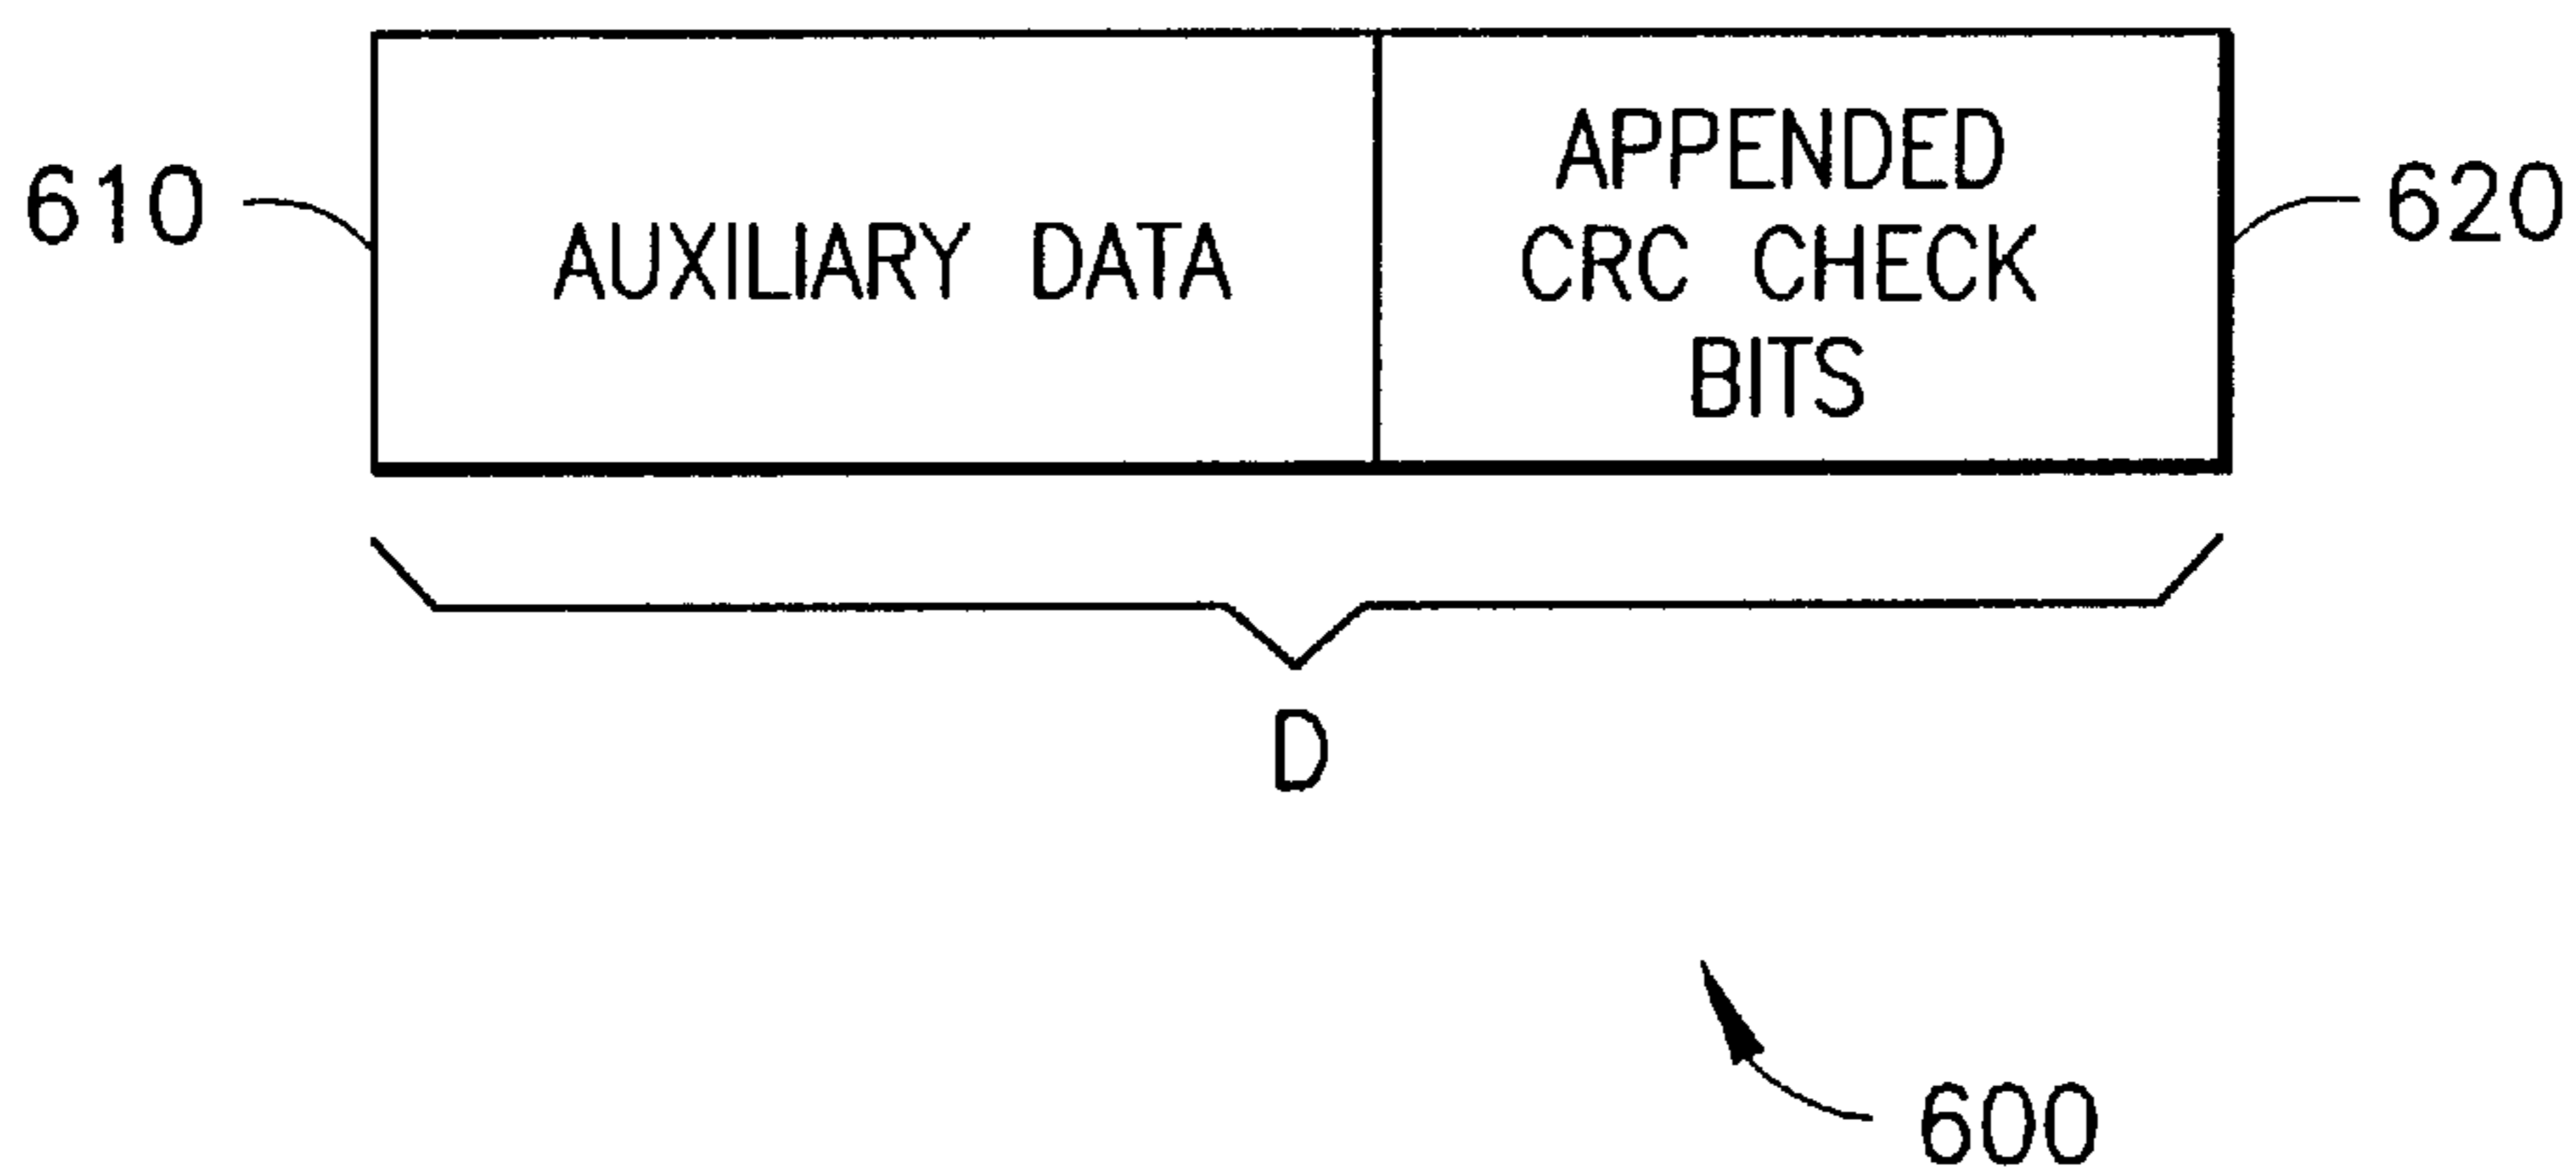 610
AUXILIARY DATA
APPENDED
CRC CHECK
BITS
620
D
600